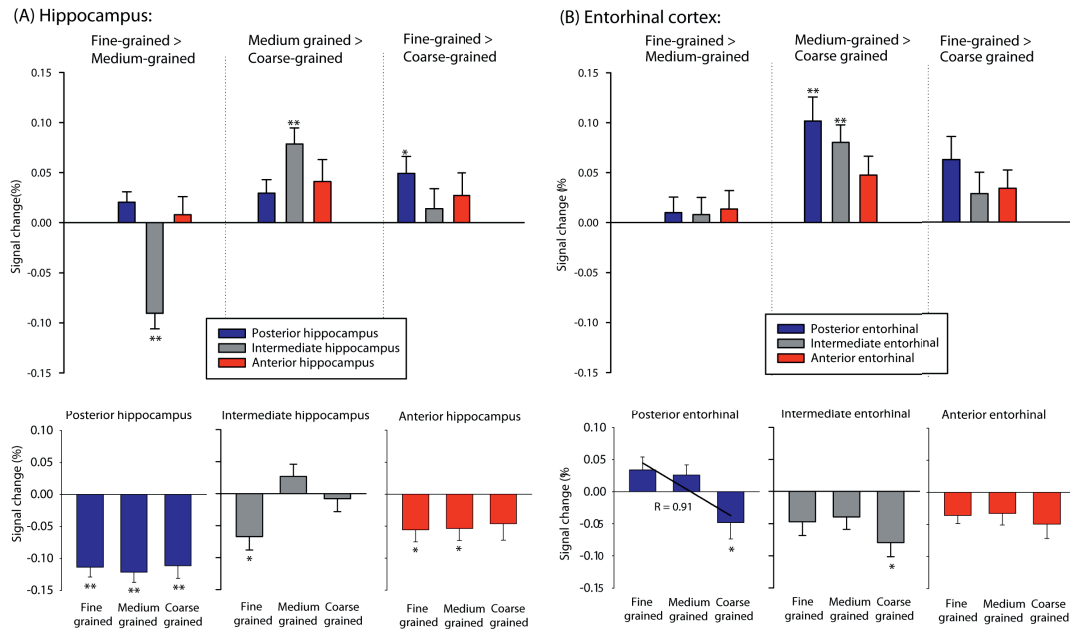 (A) Hippocampus:
Fine-grained >
Medium-grained
Medium grained >
Coarse-grained
Fine-grained >
Coarse-grained
Signal change(%)
0.15
0.10
0.05
0.00
-0.05
-0.10
-0.15
**
**
*
Posterior hippocampus
Intermediate hippocampus
Anterior hippocampus
Posterior hippocampus
Intermediate hippocampus
Anterior hippocampus
Signal change (%)
0.10
0.05
0.00
-0.05
-0.10
-0.15
**
**
**
*
*
*
Fine
grained
Medium
grained
Coarse
grained
Fine
grained
Medium
grained
Coarse
grained
Fine
grained
Medium
grained
Coarse
grained
(B) Entorhinal cortex:
Fine-grained >
Medium-grained
Medium-grained >
Coarse grained
Fine-grained >
Coarse grained
Signal change (%
0.15
0.10
0.05
0.00
-0.05
-0.10
-0.15
**
**
Posterior entorhinal
Intermediate entorhinal
Anterior entorhinal
Posterior entorhinal
Intermediate entorhinal
Anterior entorhinal
Signal change (%
0.10
0.05
0.00
-0.05
-0.10
-0.15
R = 0.91
*
*
Fine
grained
Medium
grained
Coarse
grained
Fine
grained
Medium
grained
Coarse
grained
Fine
grained
Medium
grained
Coarse
grained